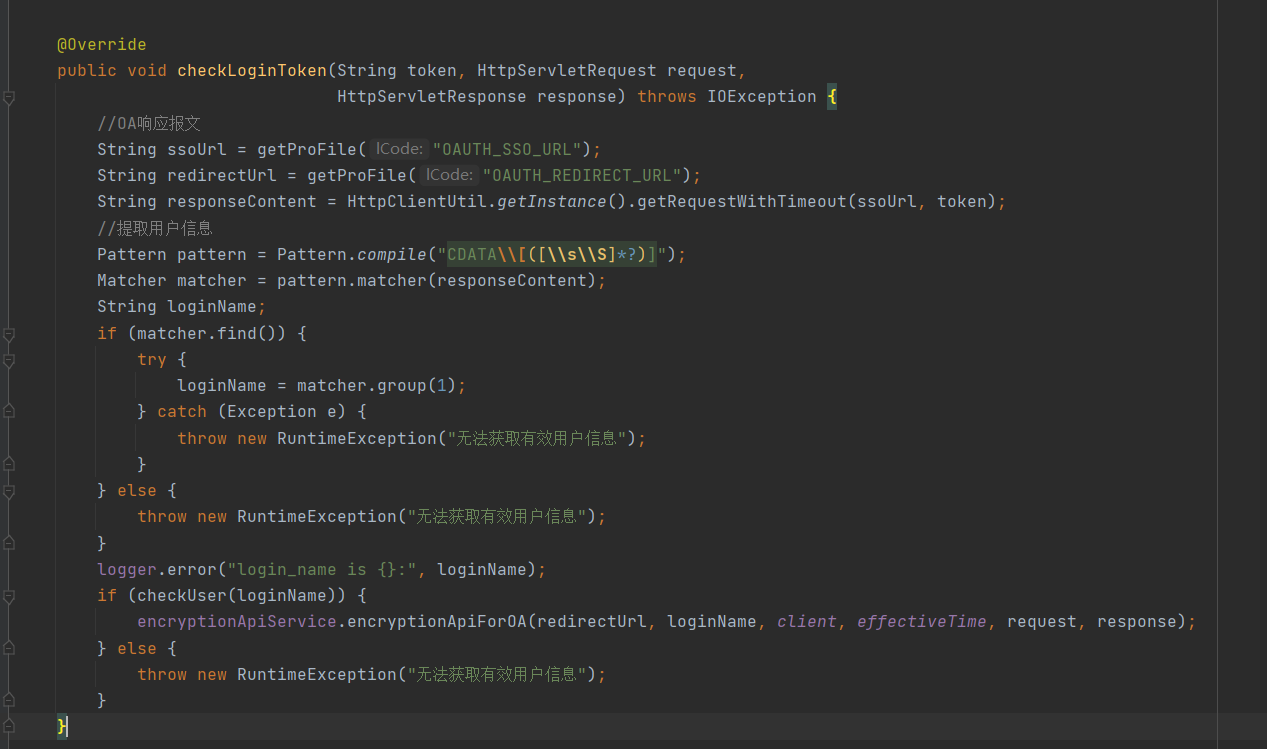 @Override
public void checkLoginToken(String token, HttpServletRequest request,
HttpServletResponse response) throws IOException {
//OA响应报文
String ssoUrl = getProFile( lCode: "OAUTH_SSO_URL");
String redirectUrl = getProFile( lCode: "OAUTH_REDIRECT_URL");
String responseContent = HttpClientUtil.getInstance().getRequestWithTimeout(ssoUrl, token);
//提取用户信息
Pattern pattern = Pattern.compile("CDATA\\[([\\s\\S]*?)]");
Matcher matcher = pattern.matcher(responseContent);
String loginName;
if (matcher.find()) {
try {
loginName = matcher.group(1);
} catch (Exception e) {
throw new RuntimeException("无法获取有效用户信息");
}
} else {
throw new RuntimeException("无法获取有效用户信息");
}
logger.error("login_name is {}:", loginName);
if (checkUser(loginName)) {
encryptionApiService.encryptionApiForOA(redirectUrl, loginName, client, effectiveTime, request, response);
} else {
throw new RuntimeException("无法获取有效用户信息");
}
}